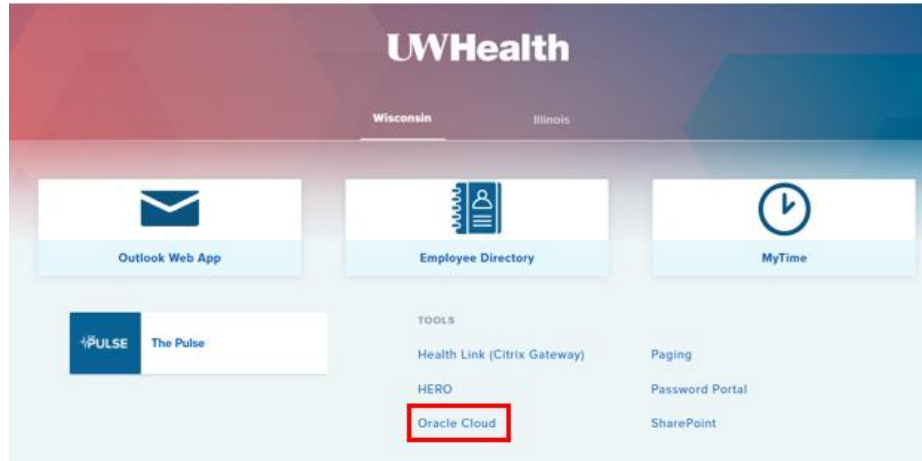 UWHealth
Wisconsin
Illinois
Outlook Web App
Employee Directory
MyTime
PULSE
The Pulse
TOOLS
Health Link (Citrix Gateway)
Paging
HERO
Password Portal
Oracle Cloud
SharePoint